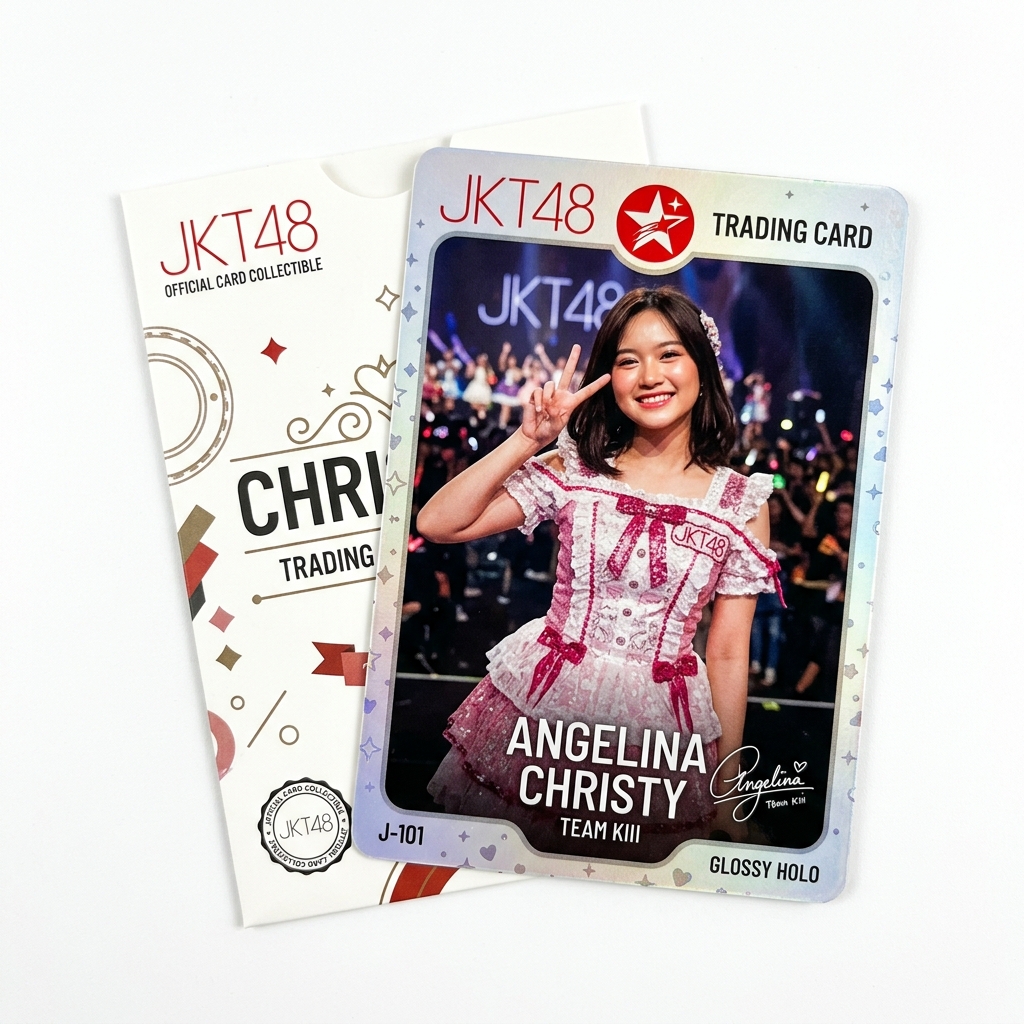 JKT48
OFFICIAL CARD COLLECTIBLE
CHRI
TRADING
JKT48
JKT48
TRADING CARD
JKT48
JKT48
ANGELINA
CHRISTY
TEAM KIII
Angelina
J-101
GLOSSY HOLO